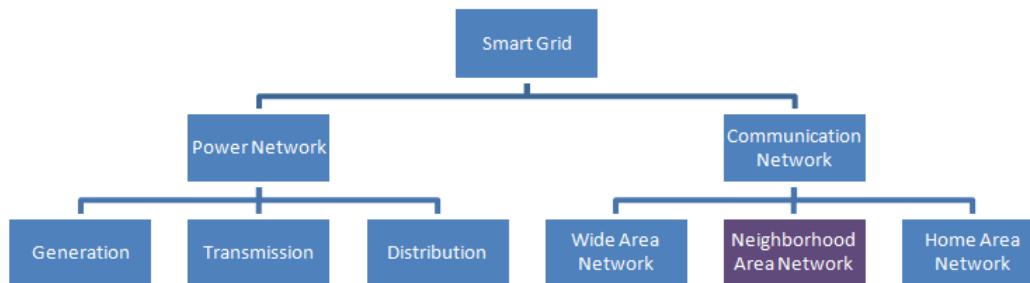 Smart Grid
Power Network
Communication
Network
Generation
Transmission
Distribution
Wide Area
Network
Neighborhood
Area Network
Home Area
Network